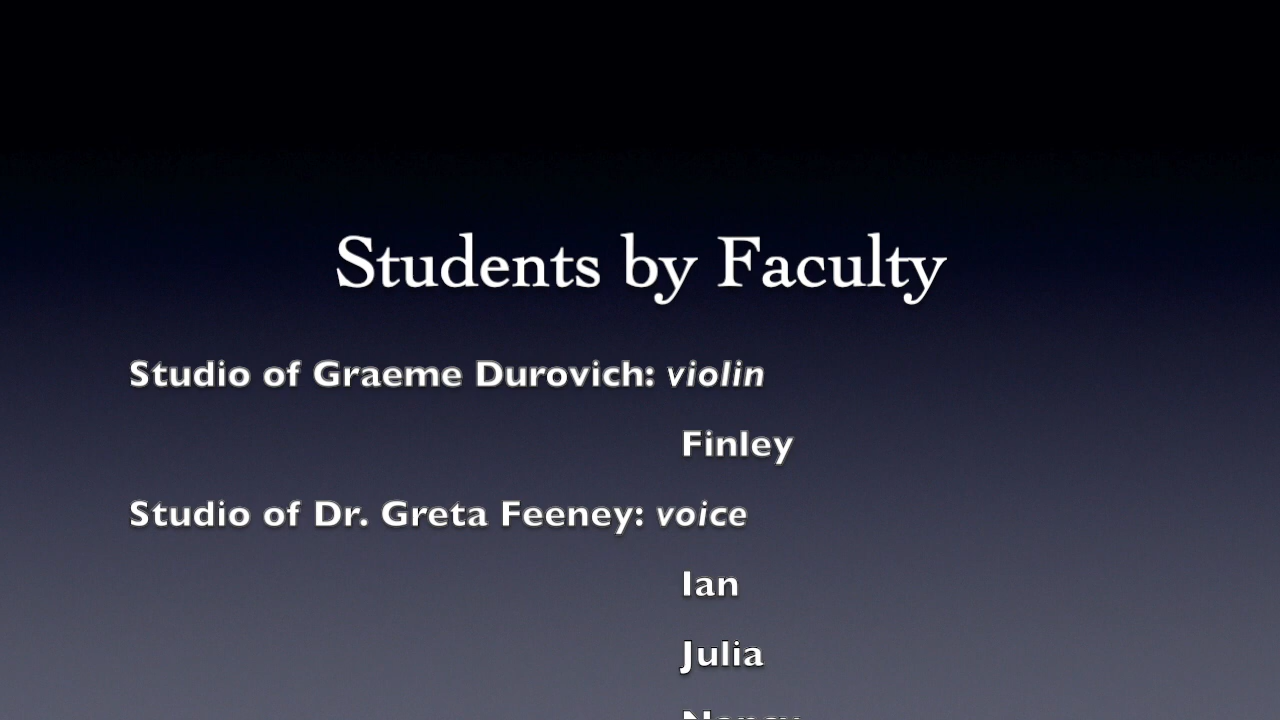 Students by Faculty
Studio of Graeme Durovich: violin
Finley
Studio of Dr. Greta Feeney: voice
Ian
Julia